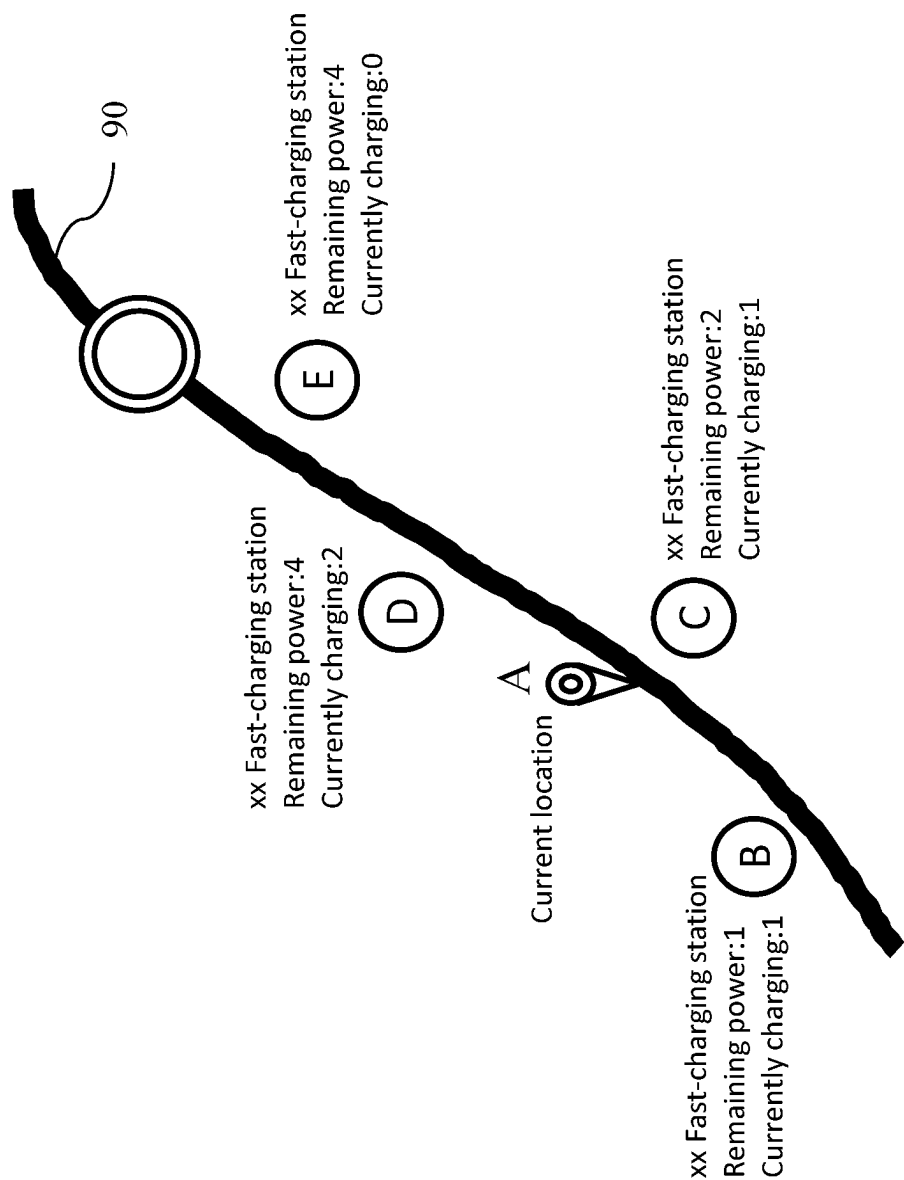 90
xx Fast-charging station
Remaining power:4
Currently charging:2
D
xx Fast-charging station
Remaining power:4
Currently charging:0
E
A
Current location
xx Fast-charging station
Remaining power:1
Currently charging:1
B
xx Fast-charging station
Remaining power:2
Currently charging:1
C